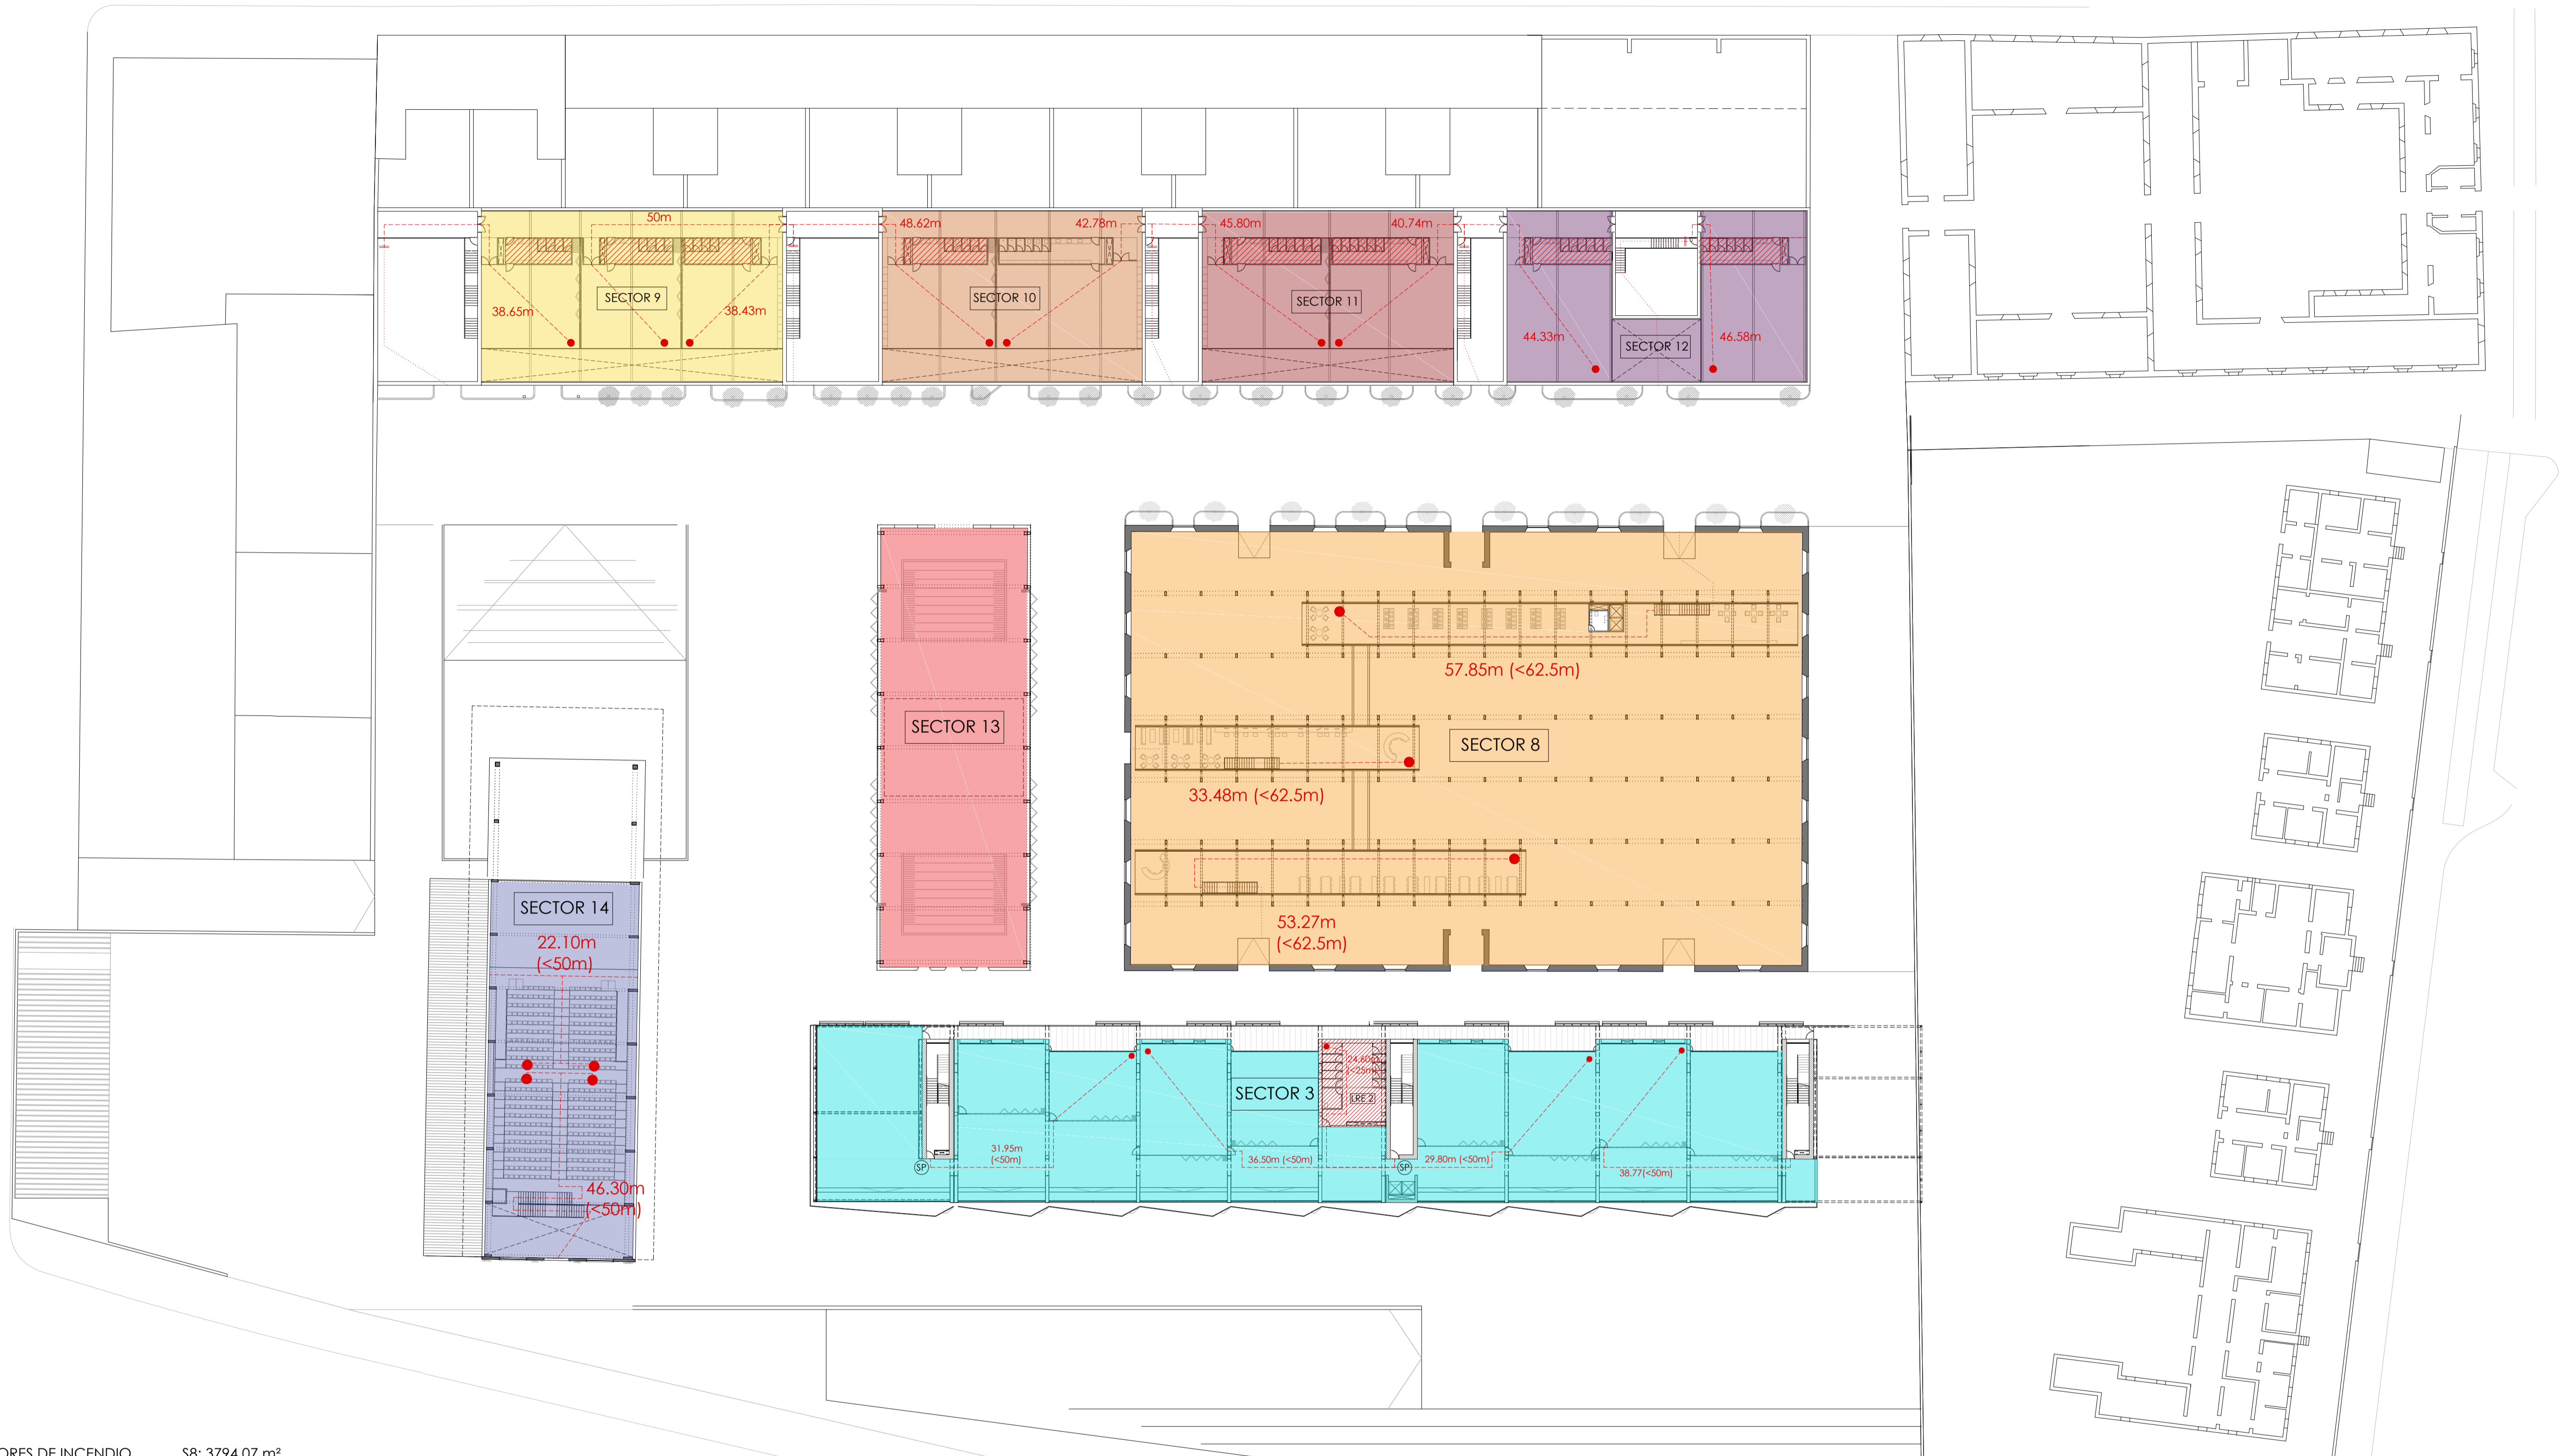 50m
48.62m
42.78m
45.80m
40.74m
SECTOR 9
SECTOR 10
SECTOR 11
38.65m
38.43m
44.33m
SECTOR 12
46.58m
57.85m (<62.5m)
SECTOR 13
SECTOR 8
33.48m (<62.5m)
SECTOR 14
53.27m
(<62.5m)
22.10m
(<50m)
24.60m
(<25m)
SECTOR 3
LRE 2
31.95m
(<50m)
36.50m (<50m)
29.80m (<50m)
SP
SP
38.77(<50m)
46.30m
(<50m)
ORES DE INCENDIO
S8: 3794.07 m²